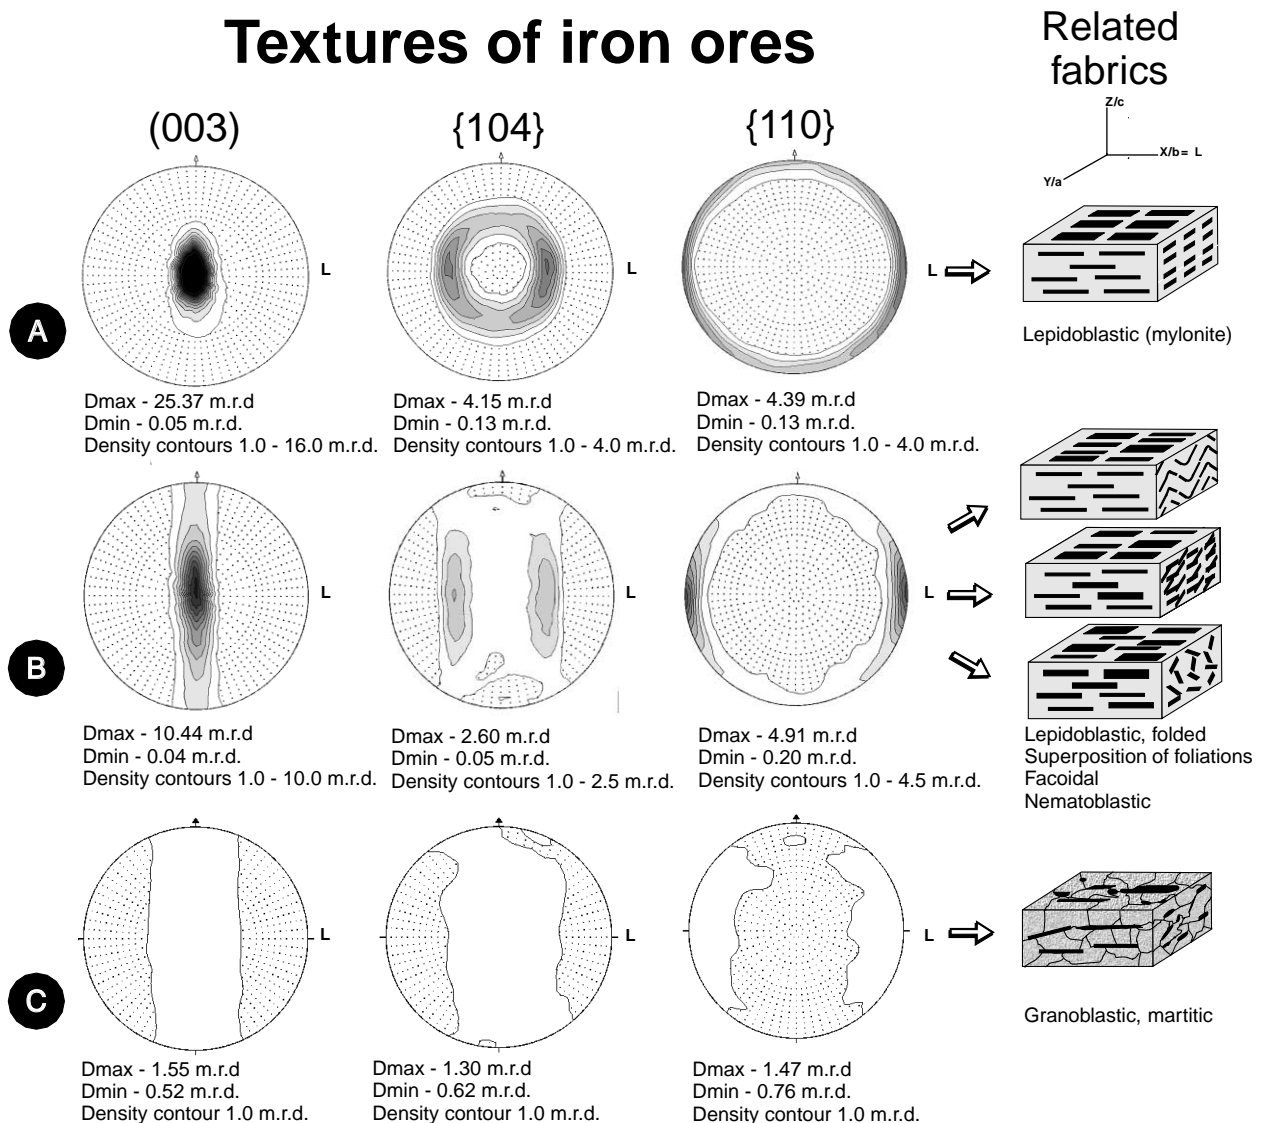 Textures of iron ores
Related
fabrics
(003)
{104}
{110}
Z/c
X/b= L
Y/a
A
L
L
L
Lepidoblastic (mylonite)
Dmax - 25.37 m.r.d
Dmin - 0.05 m.r.d.
Density contours 1.0 - 16.0 m.r.d.
Dmax - 4.15 m.r.d
Dmin - 0.13 m.r.d.
Density contours 1.0 - 4.0 m.r.d.
Dmax - 4.39 m.r.d
Dmin - 0.13 m.r.d.
Density contours 1.0 - 4.0 m.r.d.
B
L
L
L
Dmax - 10.44 m.r.d
Dmin - 0.04 m.r.d.
Density contours 1.0 - 10.0 m.r.d.
Dmax - 2.60 m.r.d
Dmin - 0.05 m.r.d.
Density contours 1.0 - 2.5 m.r.d.
Dmax - 4.91 m.r.d
Dmin - 0.20 m.r.d.
Density contours 1.0 - 4.5 m.r.d.
Lepidoblastic, folded
Superposition of foliations
Facoidal
Nematoblastic
C
L
L
L
Granoblastic, martitic
Dmax - 1.55 m.r.d
Dmin - 0.52 m.r.d.
Density contour 1.0 m.r.d.
Dmax - 1.30 m.r.d
Dmin - 0.62 m.r.d.
Density contour 1.0 m.r.d.
Dmax - 1.47 m.r.d
Dmin - 0.76 m.r.d.
Density contour 1.0 m.r.d.